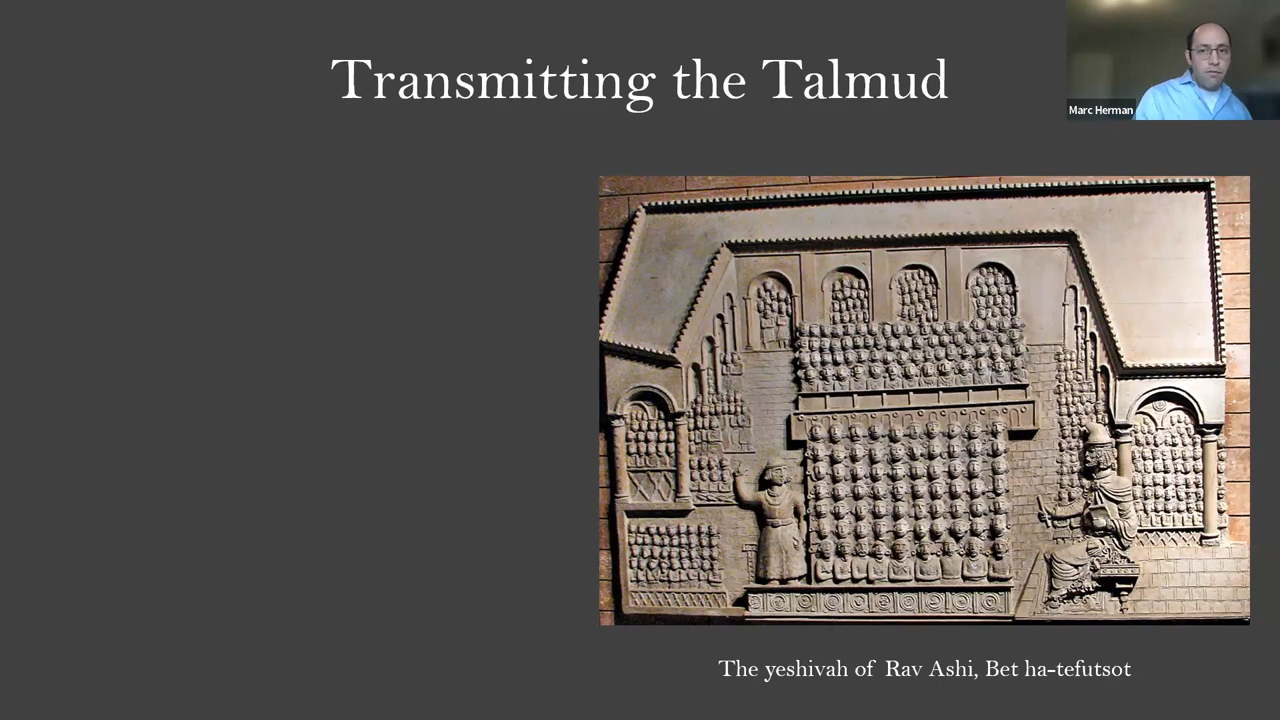 Transmitting the Talmud
Marc Herman
The yeshivah of Rav Ashi, Bet ha-tefutsot